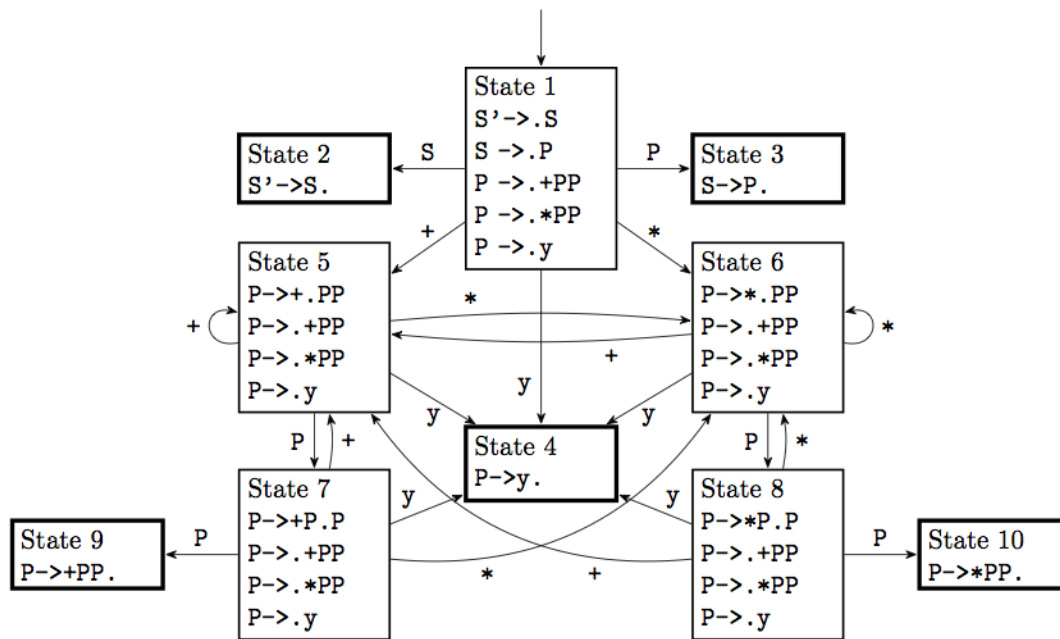 State 1
S'->.S
S ->.P
P ->.+PP
P ->.*PP
P ->.y
S
P
State 2
S'->S.
State 3
S->P.
+
*
State 5
P->+.PP
P->.+PP
P->.*PP
P->.y
State 6
P->*.PP
P->.+PP
P->.*PP
P->.y
+
*
*
+
y
y
y
State 4
P->y.
P
+
P
*
State 7
P->+P.P
P->.+PP
P->.*PP
P->.y
y
y
State 8
P->*P.P
P->.+PP
P->.*PP
P->.y
State 9
P->+PP.
P
*
+
P
State 10
P->*PP.